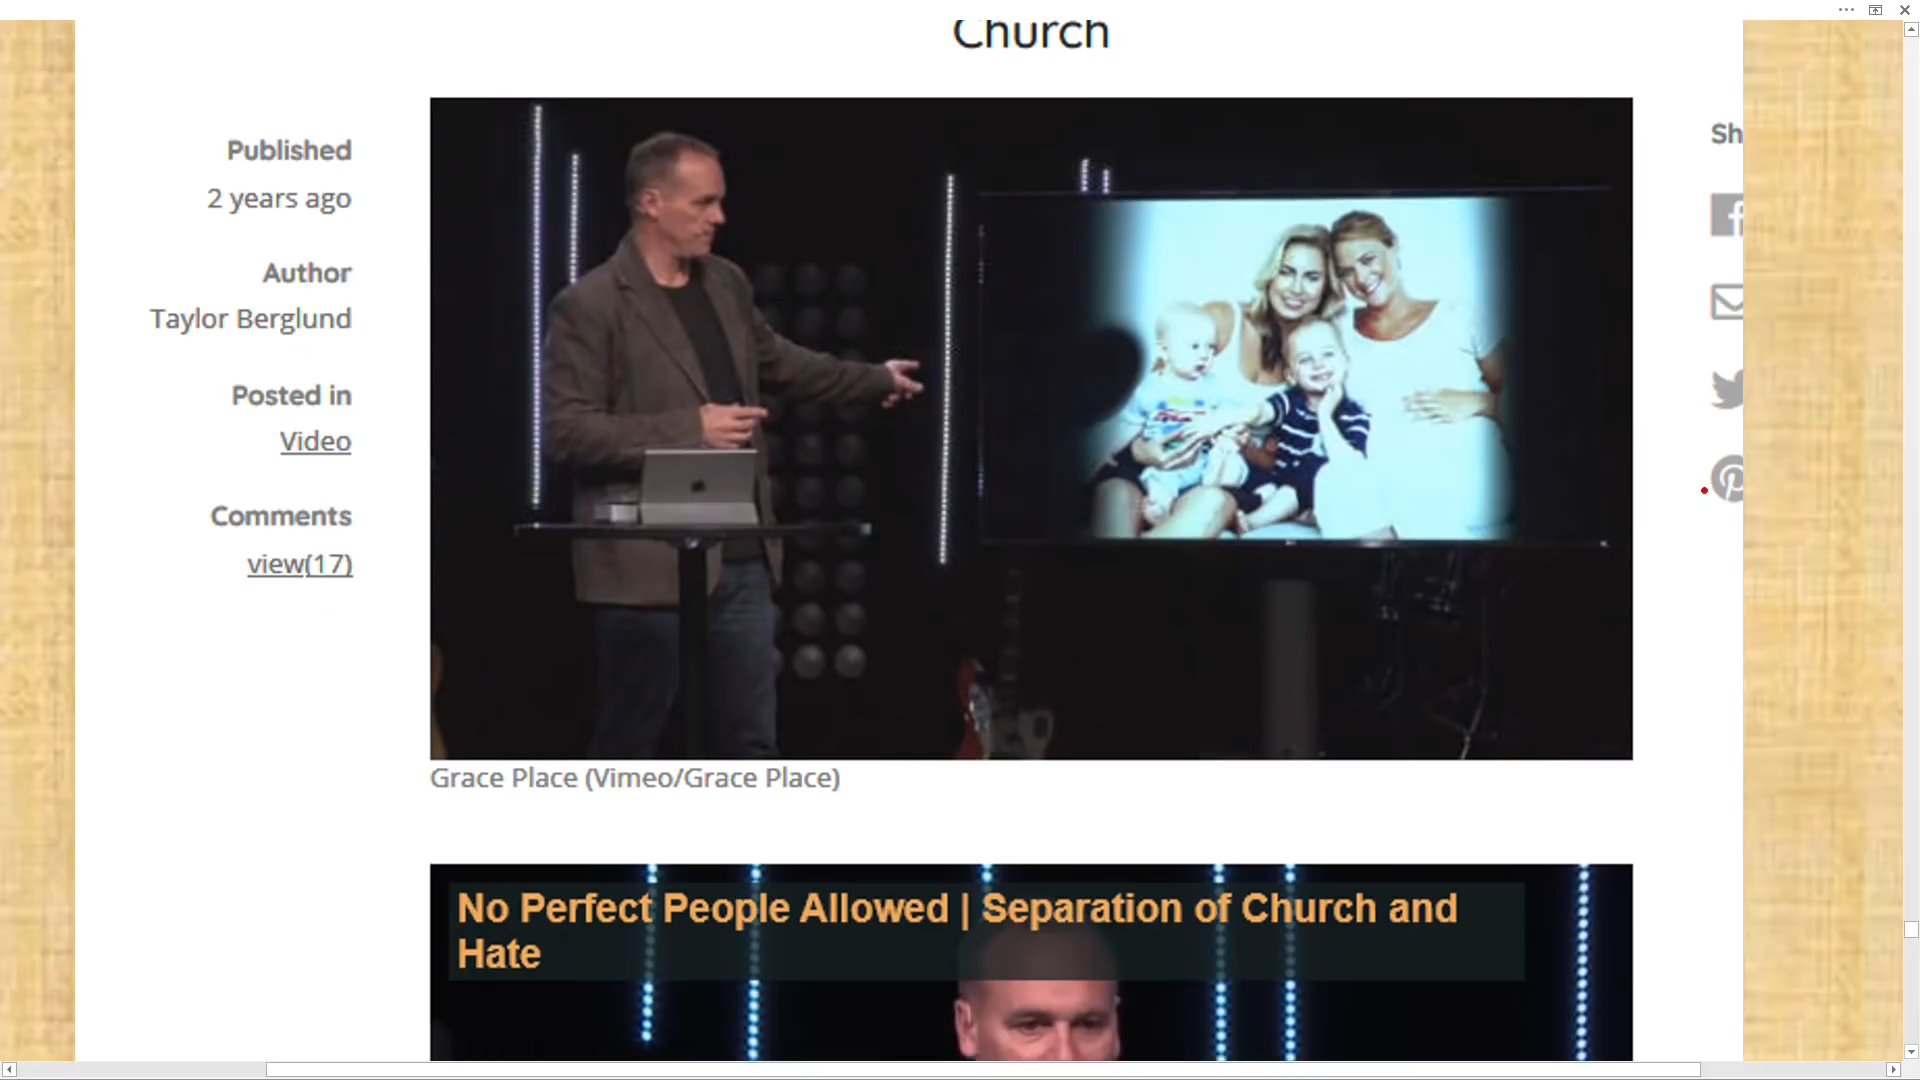 Church
Published
2 years ago
Author
Taylor Berglund
Posted in
Video
Comments
view(17)
Sh
Grace Place (Vimeo/Grace Place)
No Perfect People Allowed | Separation of Church and
Hate